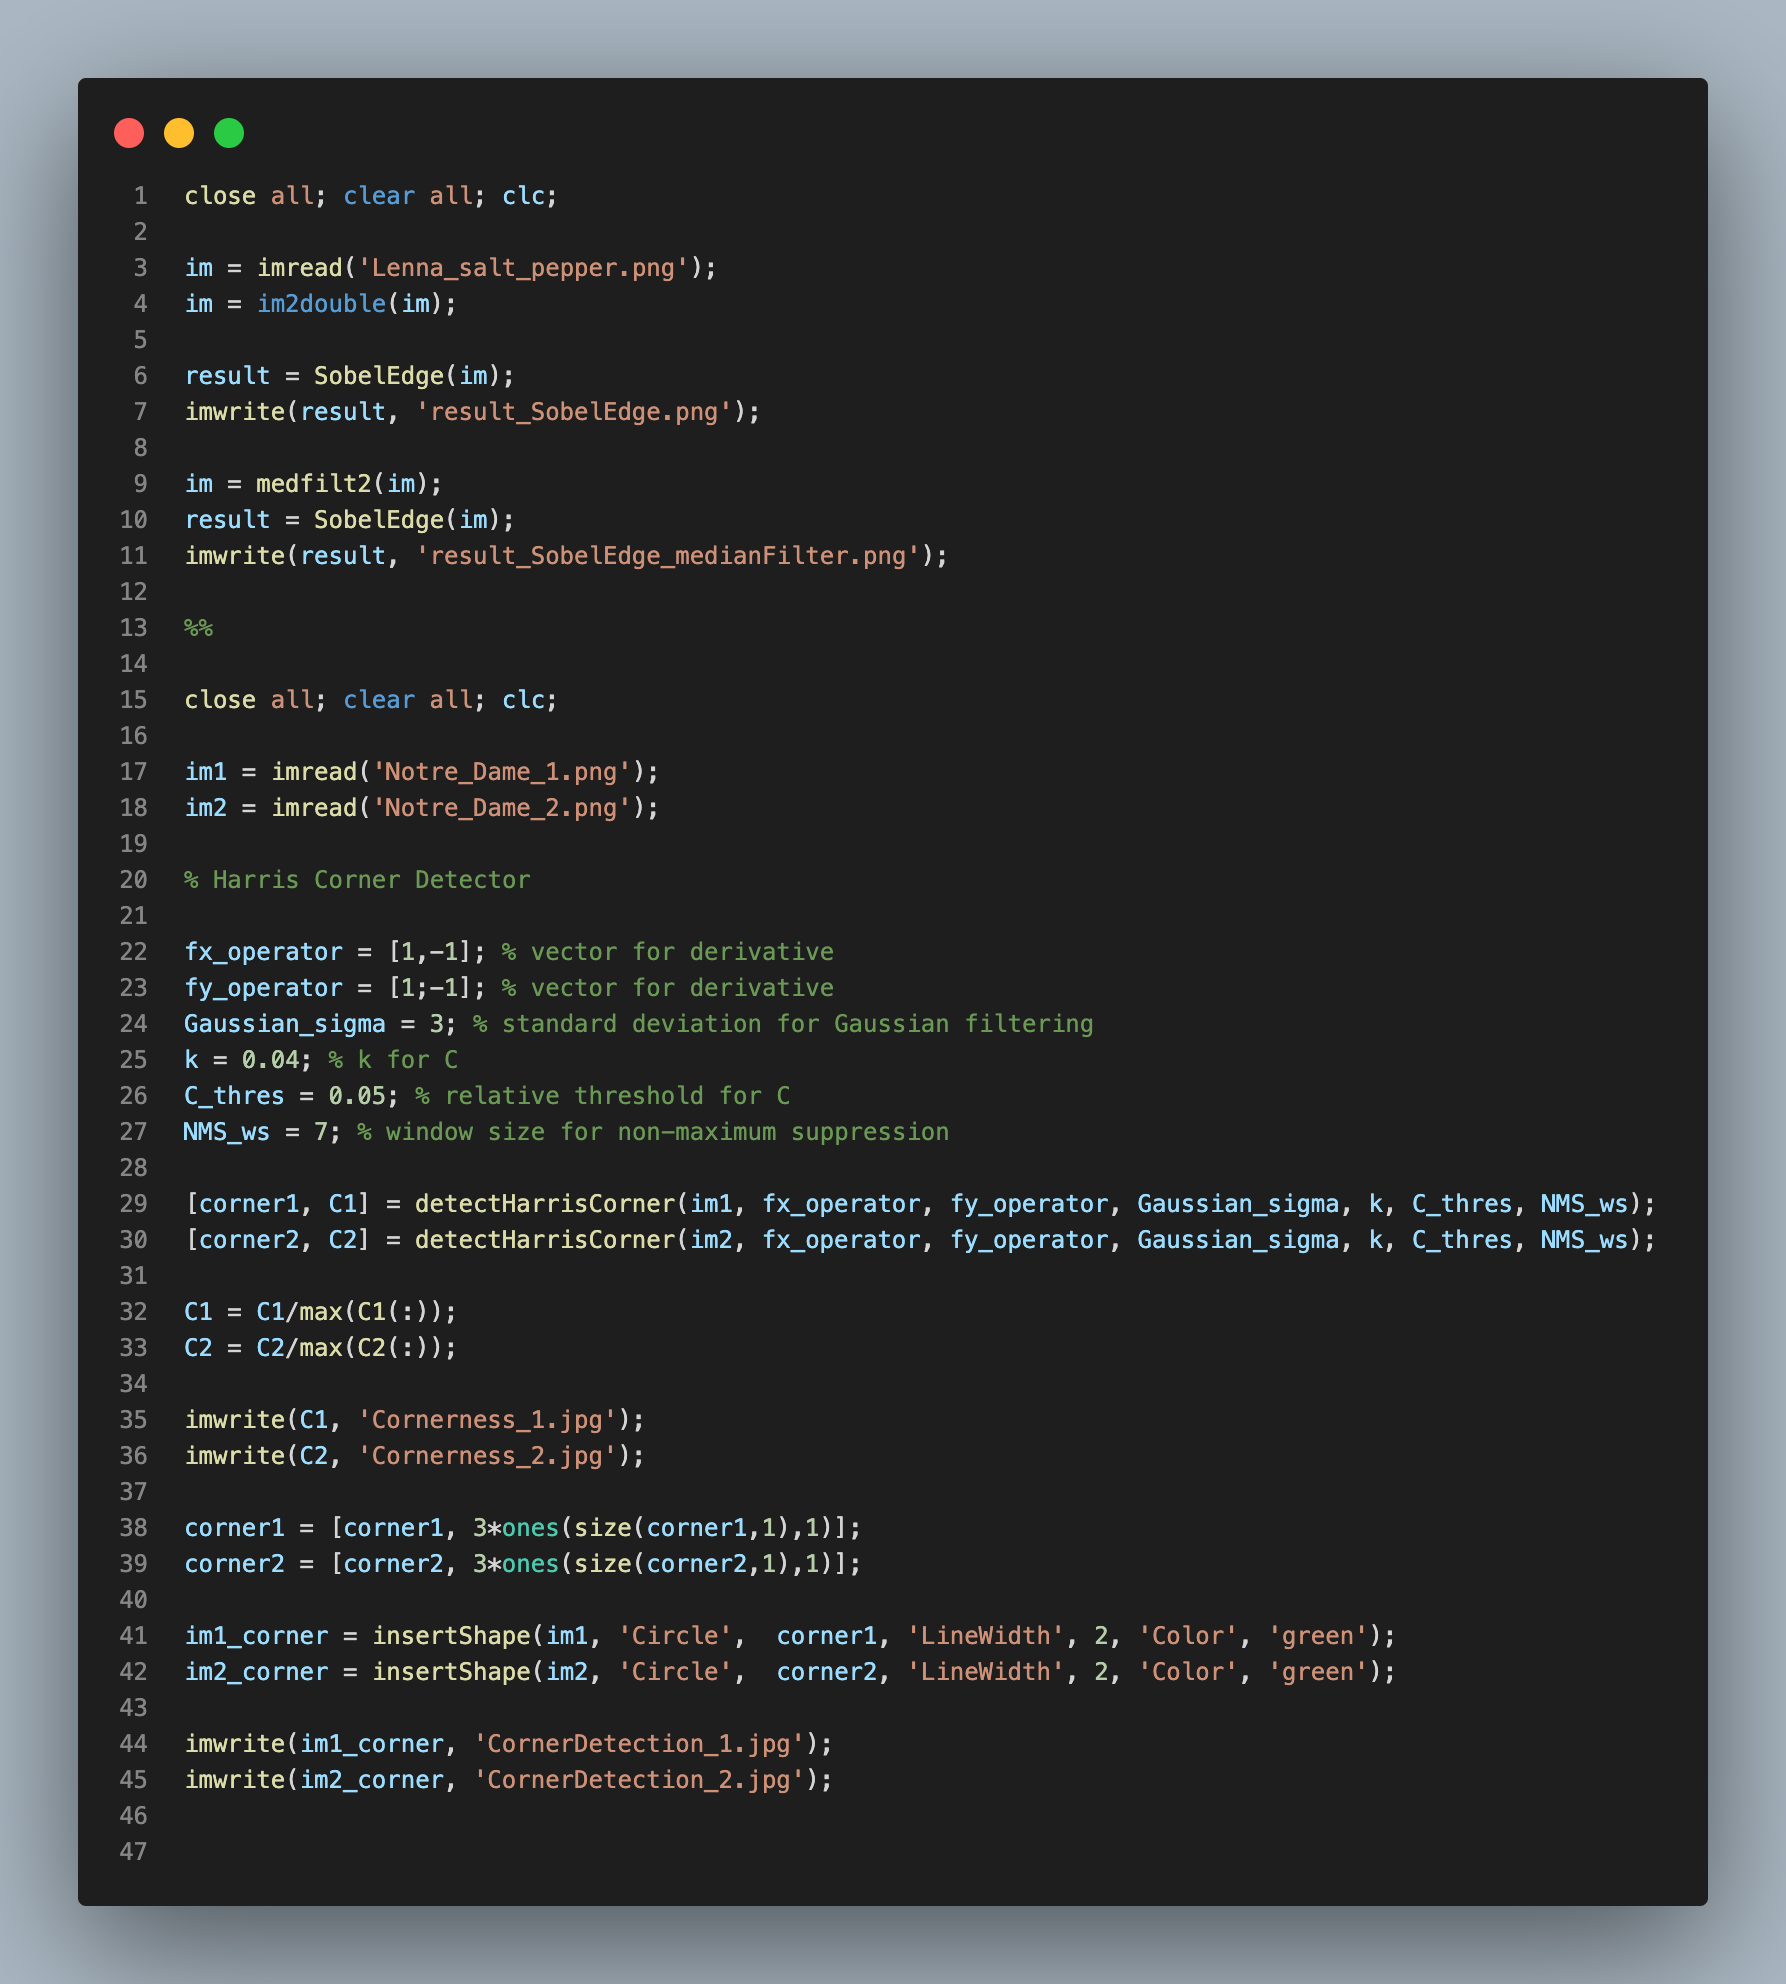 1 close all; clear all; clc;
2
3 im = imread('Lenna_salt_pepper.png');
4 im = im2double(im);
5
6 result = SobelEdge(im);
7 imwrite(result, 'result_SobelEdge.png');
8
9 im = medfilt2(im);
10 result = SobelEdge(im);
11 imwrite(result, 'result_SobelEdge_medianFilter.png');
12
13 %%
14
15 close all; clear all; clc;
16
17 im1 = imread('Notre_Dame_1.png');
18 im2 = imread('Notre_Dame_2.png');
19
20 % Harris Corner Detector
21
22 fx_operator = [1,-1]; % vector for derivative
23 fy_operator = [1;-1]; % vector for derivative
24 Gaussian_sigma = 3; % standard deviation for Gaussian filtering
25 k = 0.04; % k for C
26 C_thres = 0.05; % relative threshold for C
27 NMS_ws = 7; % window size for non-maximum suppression
28
29 [corner1, C1] = detectHarrisCorner(im1, fx_operator, fy_operator, Gaussian_sigma, k, C_thres, NMS_ws);
30 [corner2, C2] = detectHarrisCorner(im2, fx_operator, fy_operator, Gaussian_sigma, k, C_thres, NMS_ws);
31
32 C1 = C1/max(C1(:));
33 C2 = C2/max(C2(:));
34
35 imwrite(C1, 'Cornerness_1.jpg');
36 imwrite(C2, 'Cornerness_2.jpg');
37
38 corner1 = [corner1, 3*ones(size(corner1,1),1)];
39 corner2 = [corner2, 3*ones(size(corner2,1),1)];
40
41 im1_corner = insertShape(im1, 'Circle',  corner1, 'LineWidth', 2, 'Color', 'green');
42 im2_corner = insertShape(im2, 'Circle',  corner2, 'LineWidth', 2, 'Color', 'green');
43
44 imwrite(im1_corner, 'CornerDetection_1.jpg');
45 imwrite(im2_corner, 'CornerDetection_2.jpg');
46
47